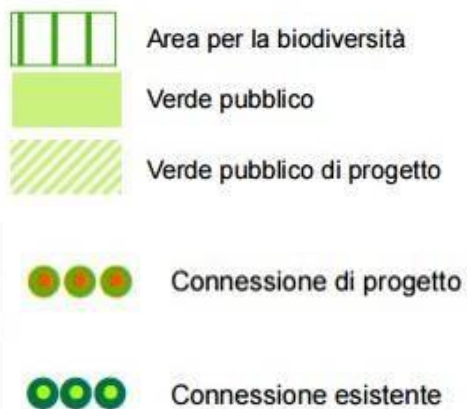 Area per la biodiversità
Verde pubblico
Verde pubblico di progetto
Connessione di progetto
Connessione esistente